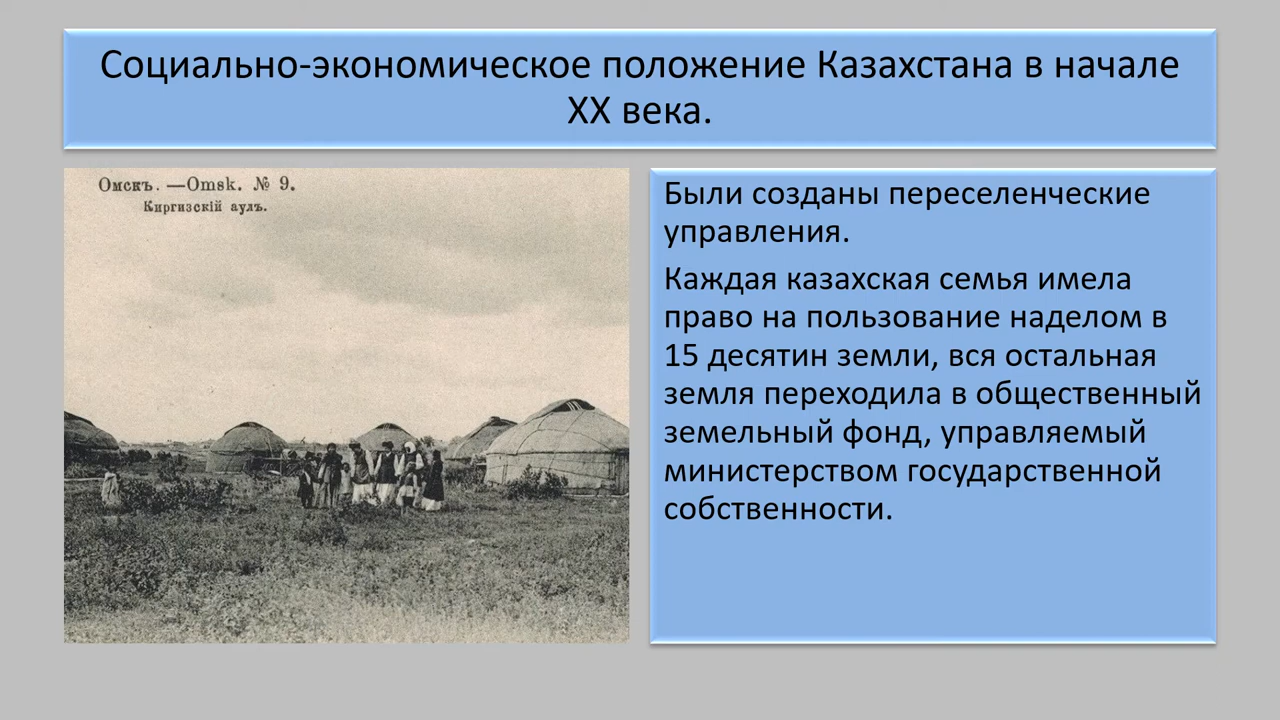 Социально-экономическое положение Казахстана в начале
XX века.
Омскъ. —Omsk. № 9.
Киргизскій аулъ.
Были созданы переселенческие
управления.
Каждая казахская семья имела
право на пользование наделом в
15 десятин земли, вся остальная
земля переходила в общественный
земельный фонд, управляемый
министерством государственной
собственности.